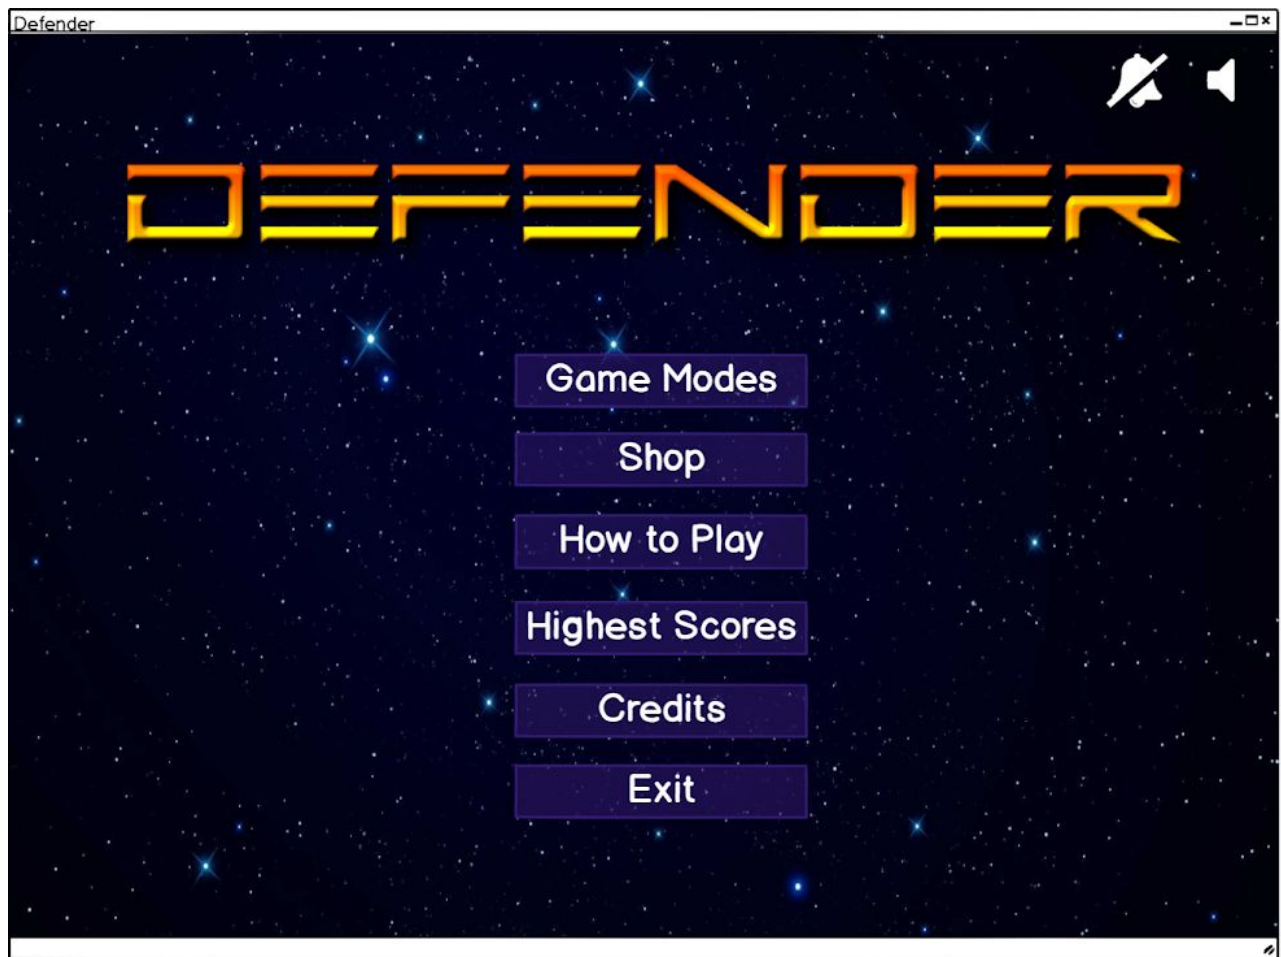 Defender
DEFENDER
Game Modes
Shop
How to Play
Highest Scores
Credits
Exit